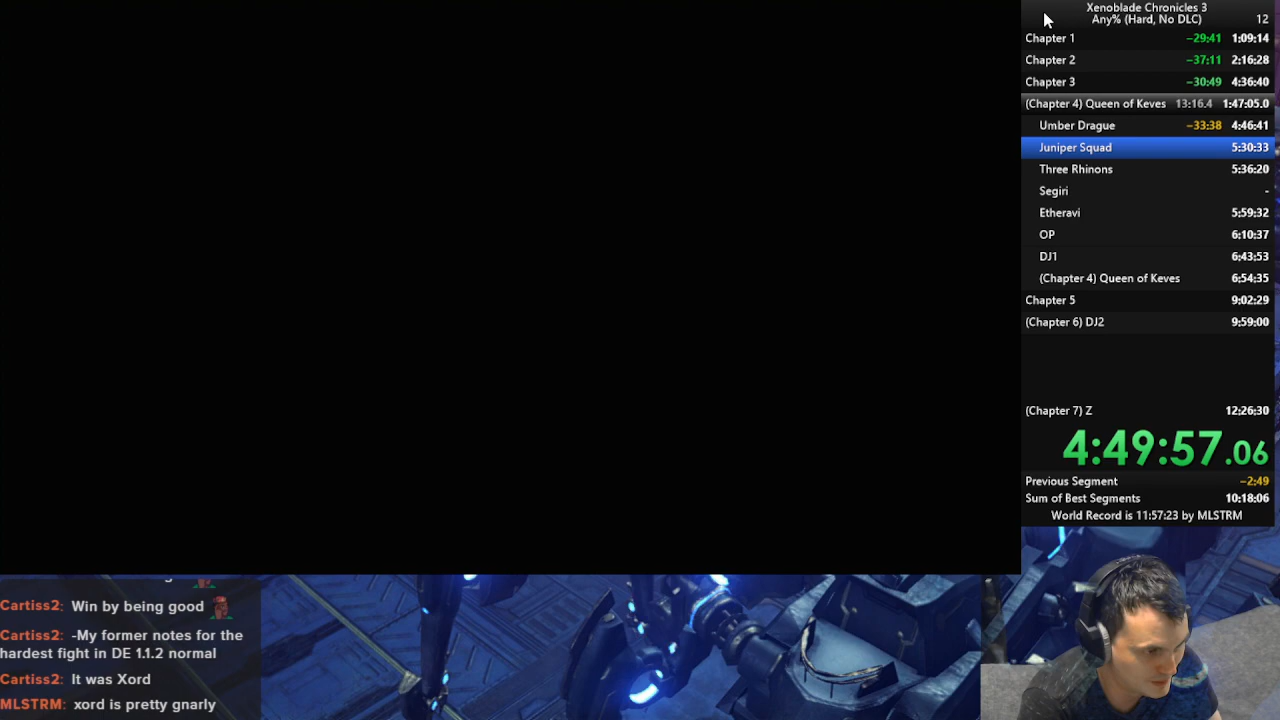 Xenoblade Chronicles 3
Any% (Hard, No DLC) 12
Chapter 1 −29:41 1:09:14
Chapter 2 −37:11 2:16:28
Chapter 3 −30:49 4:36:40
(Chapter 4) Queen of Keves 13:16.4 1:47:05.0
Umber Drague −33:38 4:46:41
Juniper Squad 5:30:33
Three Rhinons 5:36:20
Segiri -
Etheravi 5:59:32
OP 6:10:37
DJ1 6:43:53
(Chapter 4) Queen of Keves 6:54:35
Chapter 5 9:02:29
(Chapter 6) DJ2 9:59:00
(Chapter 7) Z 12:26:30
4:49:57.06
Previous Segment −2:49
Sum of Best Segments 10:18:06
World Record is 11:57:23 by MLSTRM
Cartiss2: Win by being good
Cartiss2: -My former notes for the
hardest fight in DE 1.1.2 normal
Cartiss2: It was Xord
MLSTRM: xord is pretty gnarly